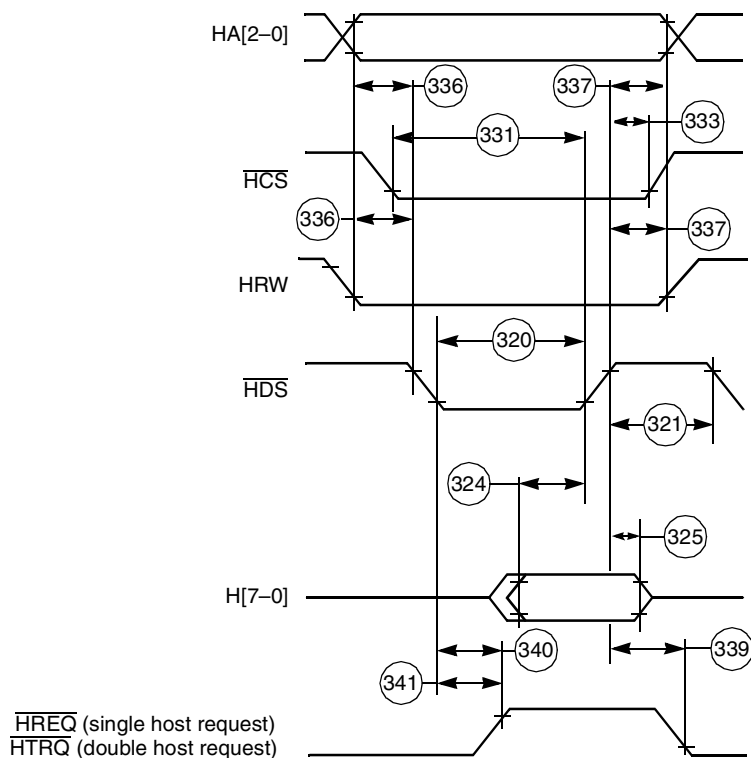 HA[2–0]
336
337
333
331
HCS
336
337
HRW
320
HDS
321
324
325
H[7–0]
340
339
341
HREQ (single host request)
HTRQ (double host request)